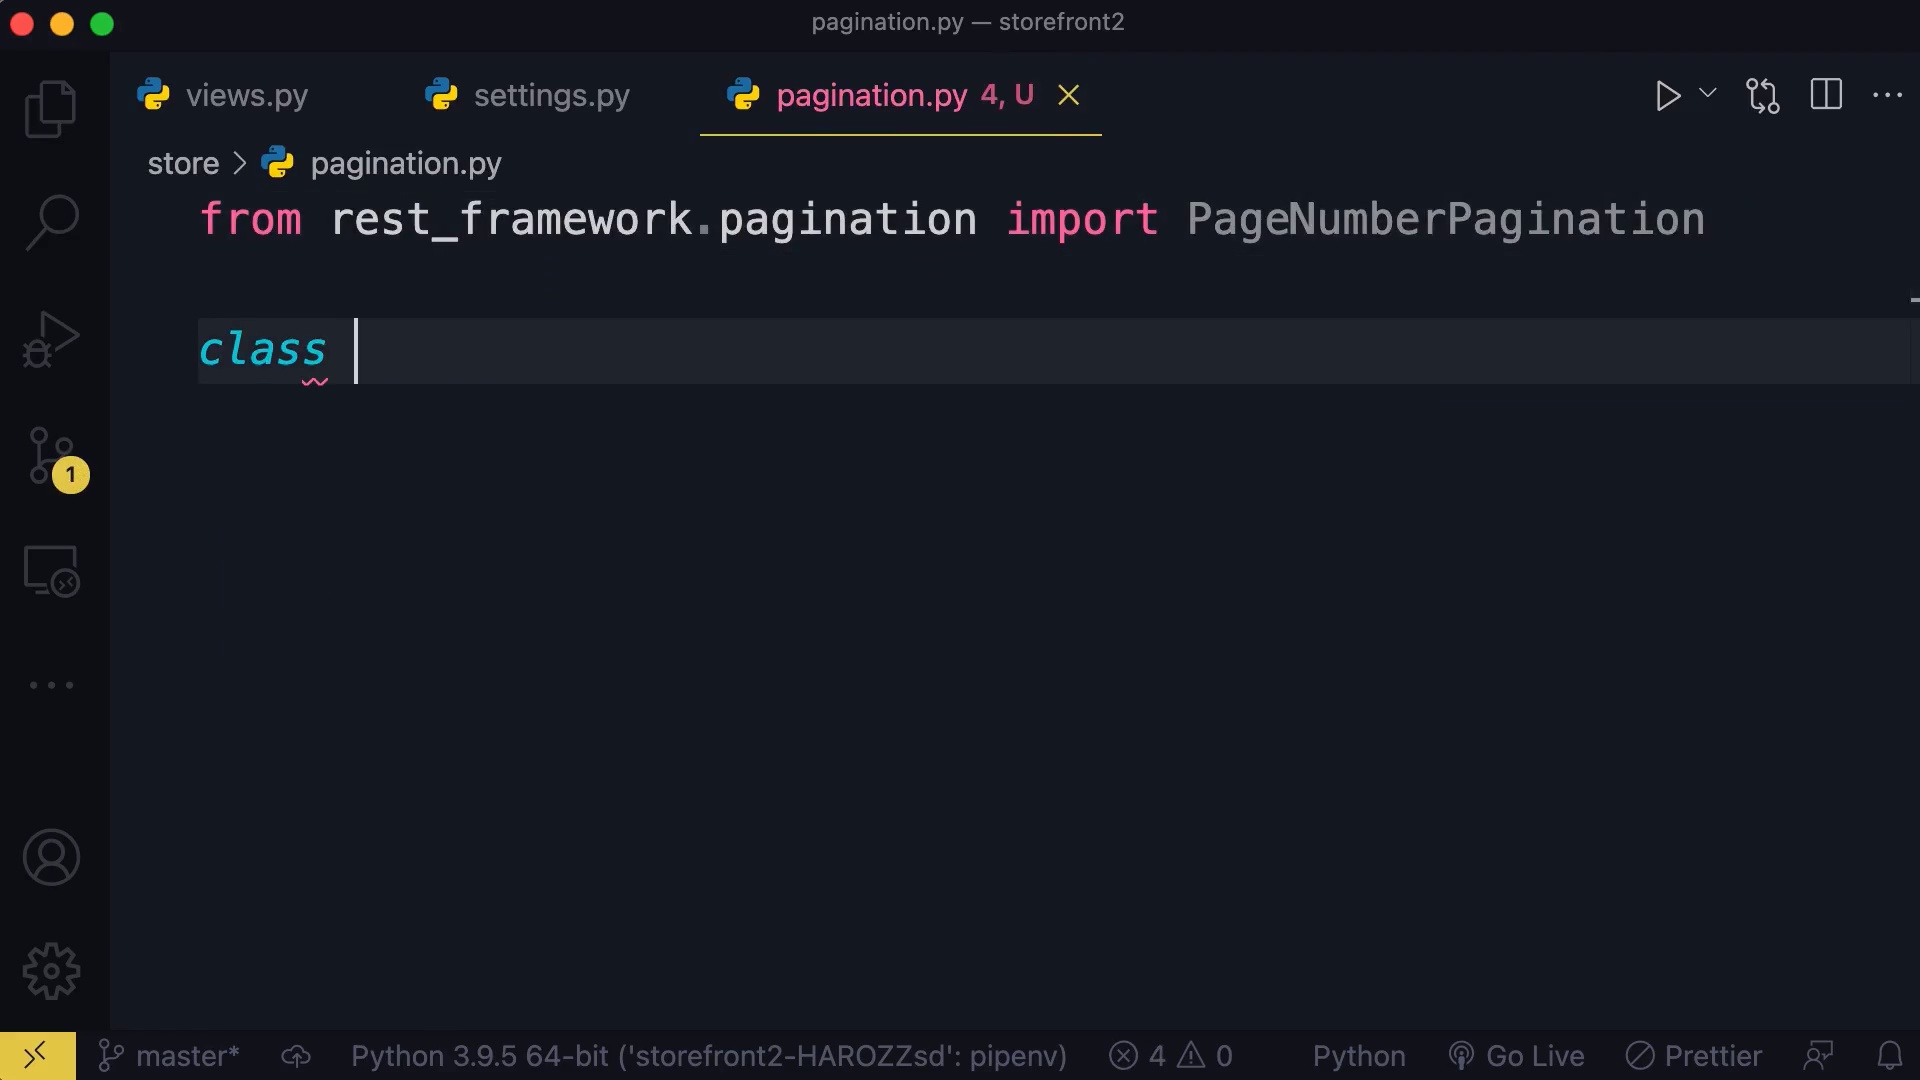 pagination.py — storefront2
views.py settings.py pagination.py 4, U
store > pagination.py
from rest_framework.pagination import PageNumberPagination
class
1
master* Python 3.9.5 64-bit ('storefront2-HAROZZsd': pipenv) 4 0 Python Go Live Prettier